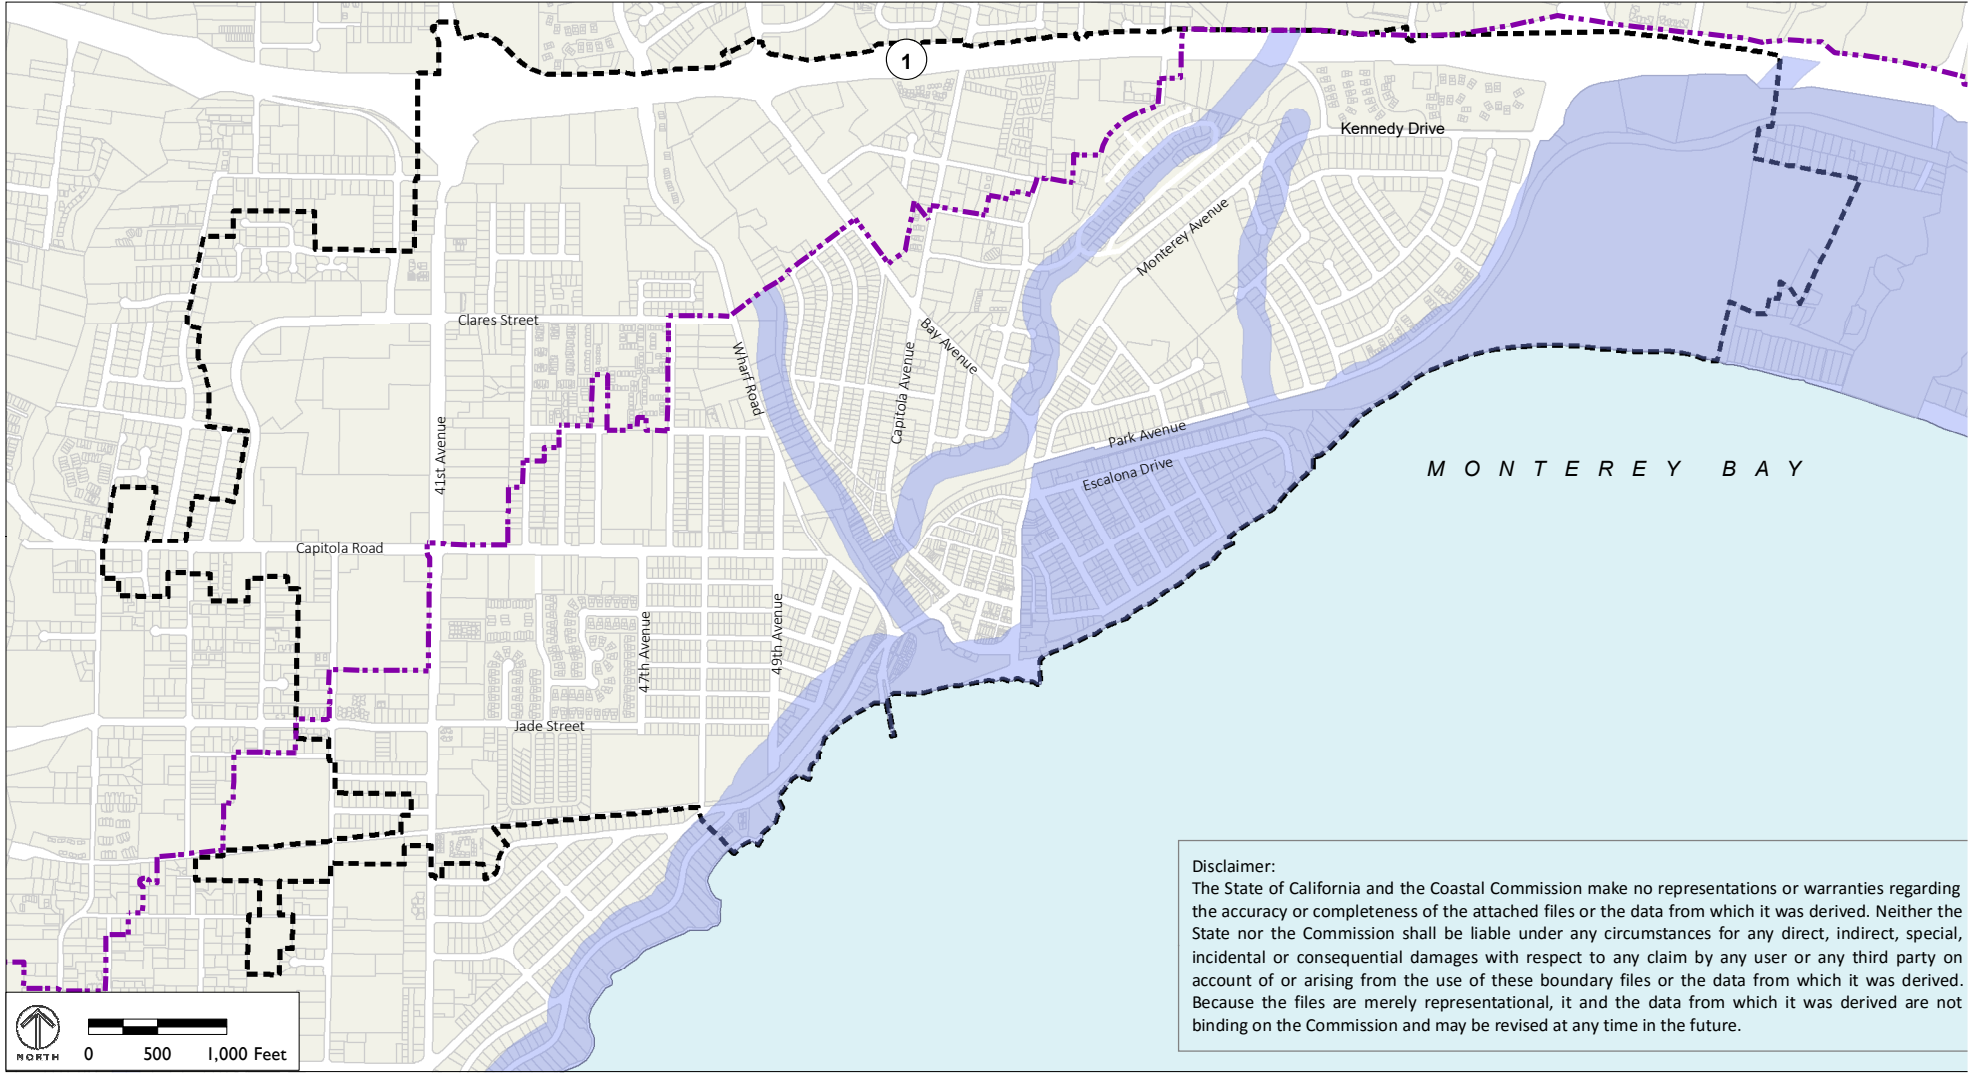 1
Kennedy Drive
Monterey Avenue
Clares Street
Bay Avenue
Wharf Road
Capitola Avenue
41st Avenue
Park Avenue
Escalona Drive
MONTEREY BAY
Capitola Road
47th Avenue
49th Avenue
Jade Street
Disclaimer:
The State of California and the Coastal Commission make no representations or warranties regarding
the accuracy or completeness of the attached files or the data from which it was derived. Neither the
State nor the Commission shall be liable under any circumstances for any direct, indirect, special,
incidental or consequential damages with respect to any claim by any user or any third party on
account of or arising from the use of these boundary files or the data from which it was derived.
Because the files are merely representational, it and the data from which it was derived are not
binding on the Commission and may be revised at any time in the future.
NORTH
0 500 1,000 Feet